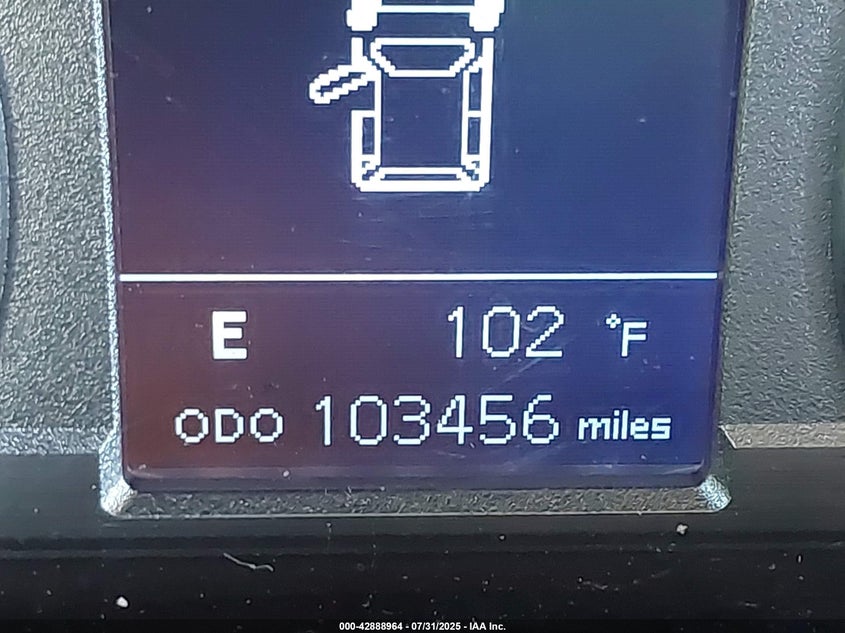 E 102 °F
ODO 103456 miles
000-42888964 - 07/31/2025 - IAA Inc.